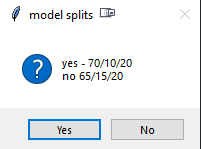 model splits
yes - 70/10/20
no 65/15/20
Yes
No